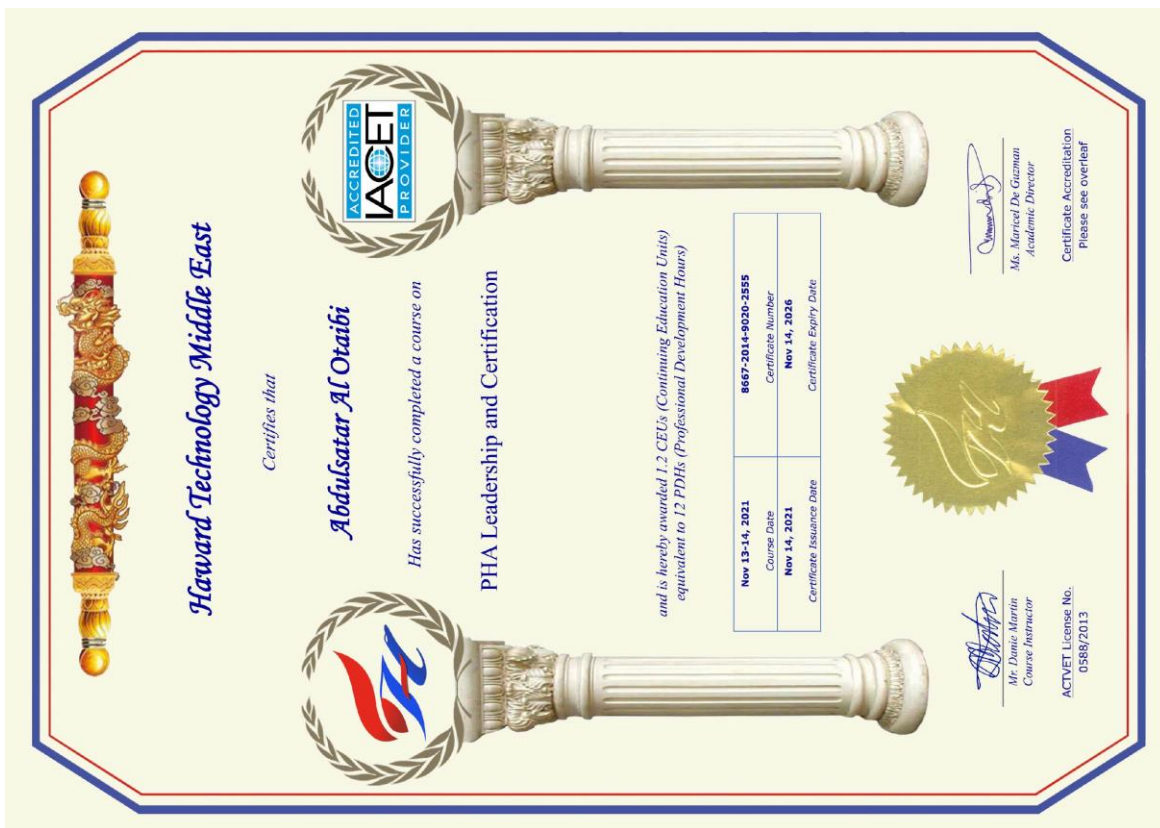 ACCREDITED
IACET
PROVIDER
Haward Technology Middle East
Certifies that
Abdulsatar Al Otaibi
Has successfully completed a course on
PHA Leadership and Certification
and is hereby awarded 1.2 CEUs (Continuing Education Units)
equivalent to 12 PDHs (Professional Development Hours)
Nov 13-14, 2021
Course Date
8667-2014-9020-2555
Certificate Number
Nov 14, 2021
Certificate Issuance Date
Nov 14, 2026
Certificate Expiry Date
Mr. Danie Martin
Course Instructor
Ms. Maricel De Guzman
Academic Director
ACTVET License No.
0588/2013
Certificate Accreditation
Please see overleaf